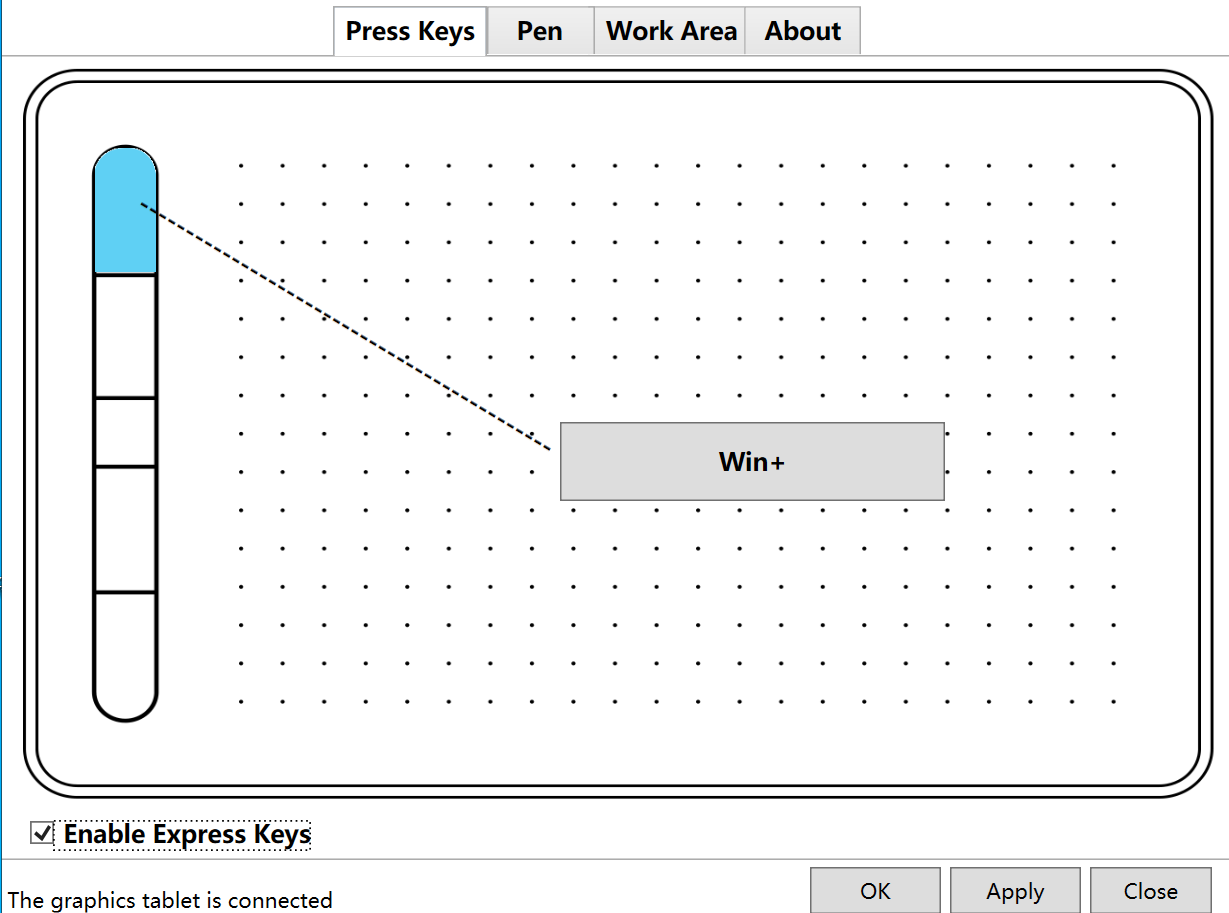 Press Keys Pen Work Area About
Win+
Enable Express Keys
The graphics tablet is connected
OK Apply Close